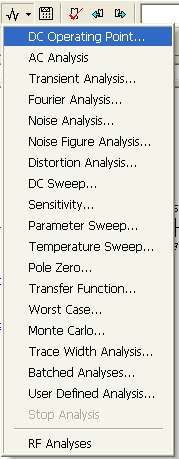 DC Operating Point...
AC Analysis
Transient Analysis...
Fourier Analysis...
Noise Analysis...
Noise Figure Analysis...
Distortion Analysis...
DC Sweep...
Sensitivity...
Parameter Sweep...
Temperature Sweep...
Pole Zero...
Transfer Function...
Worst Case...
Monte Carlo...
Trace Width Analysis...
Batched Analyses...
User Defined Analysis...
Stop Analysis
RF Analyses